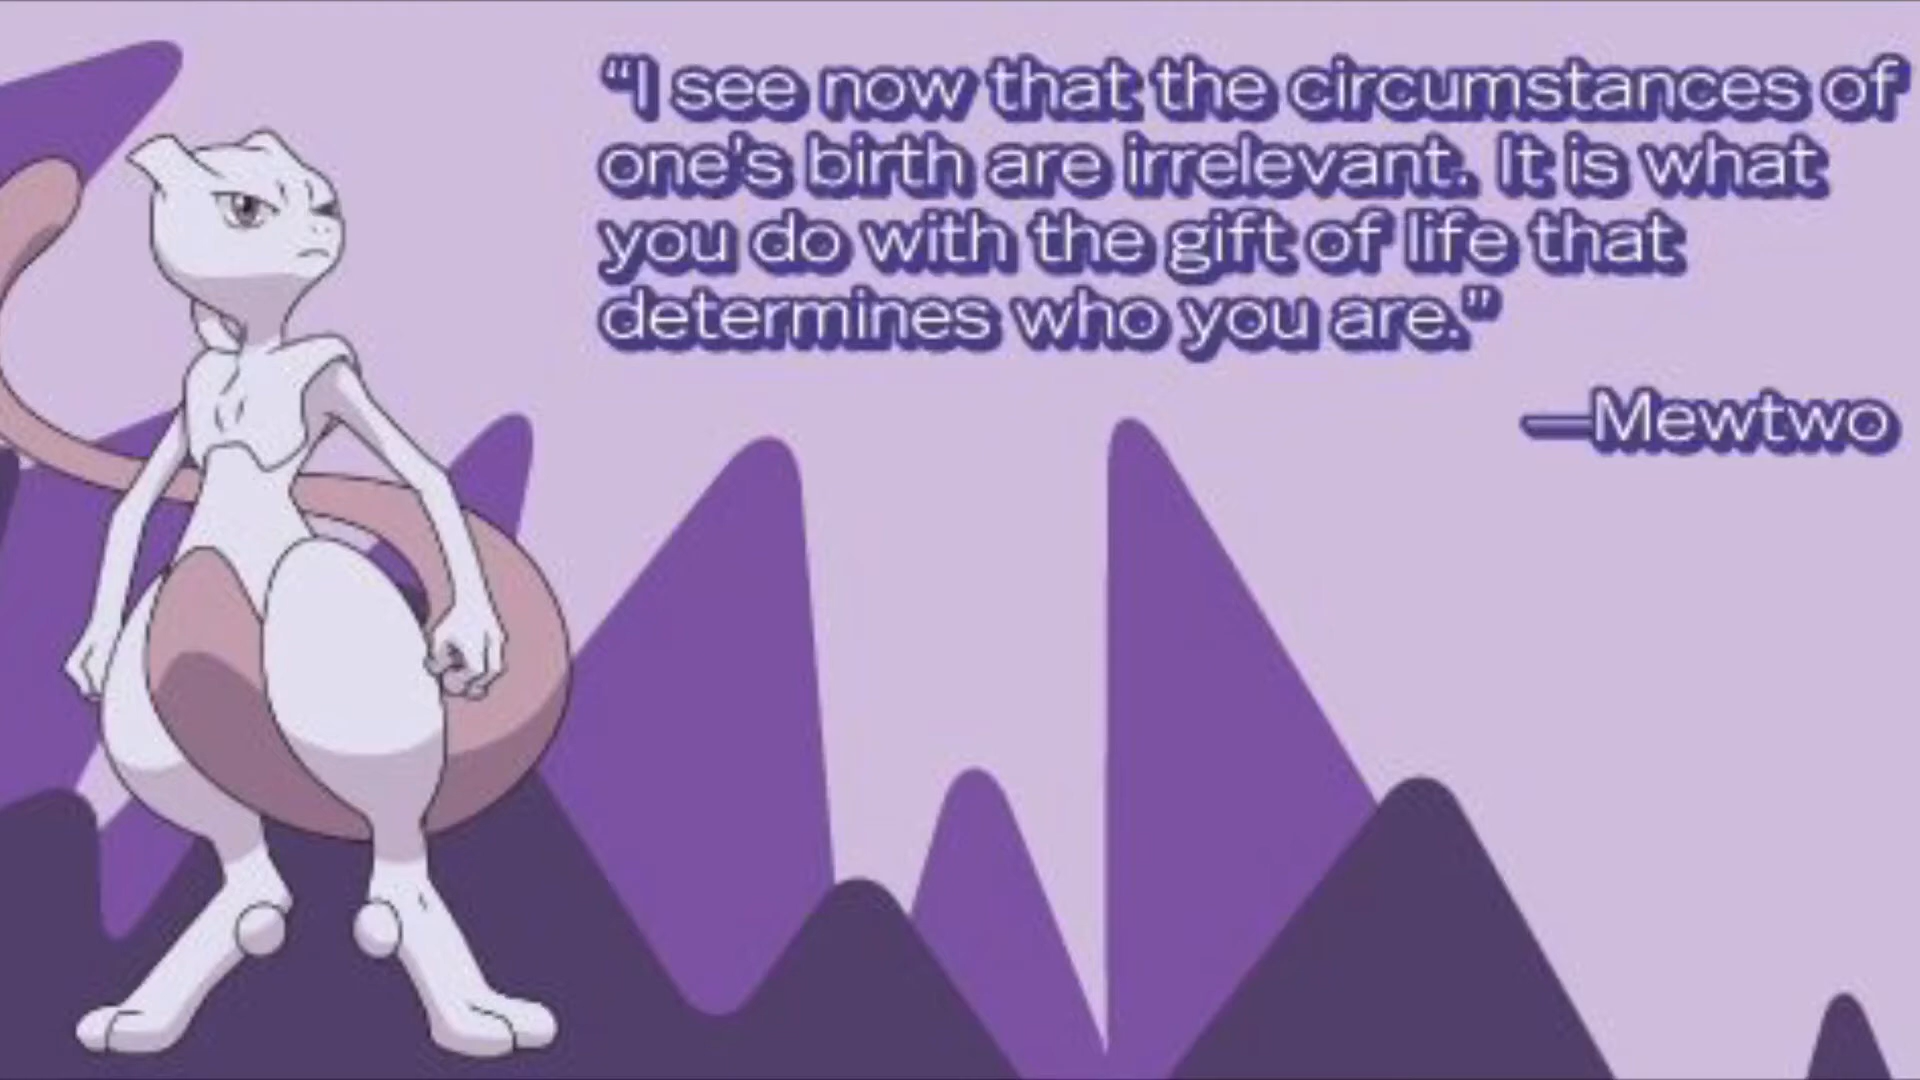 “I see now that the circumstances of
one's birth are irrelevant. It is what
you do with the gift of life that
determines who you are.”
—Mewtwo